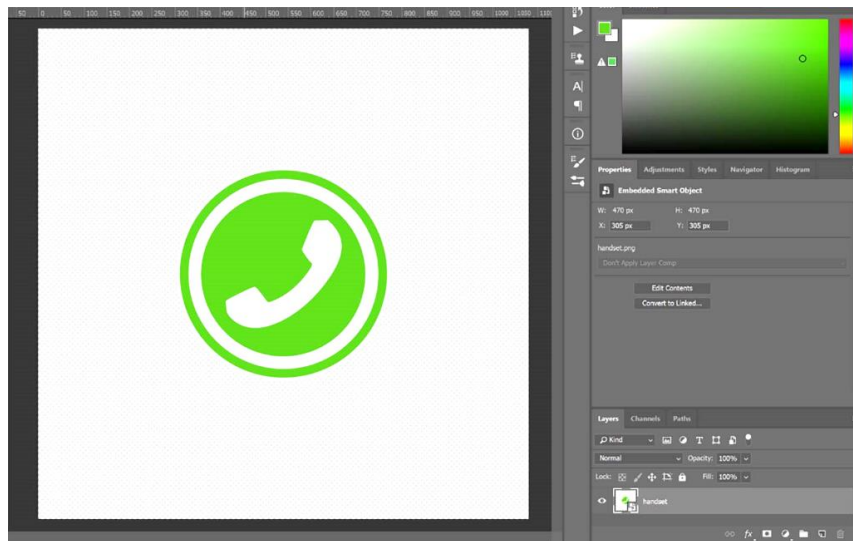 50 0 50 100 150 200 250 300 350 400 450 500 550 600 650 700 750 800 850 900 950 1000 1050 110
Properties Adjustments Styles Navigator Histogram
Embedded Smart Object
W: 470 px H: 470 px
X: 305 px Y: 305 px
handset.png
Don't Apply Layer Comp
Edit Contents
Convert to Linked...
Layers Channels Paths
Kind
Normal Opacity: 100%
Lock: Fill: 100%
handset
fx